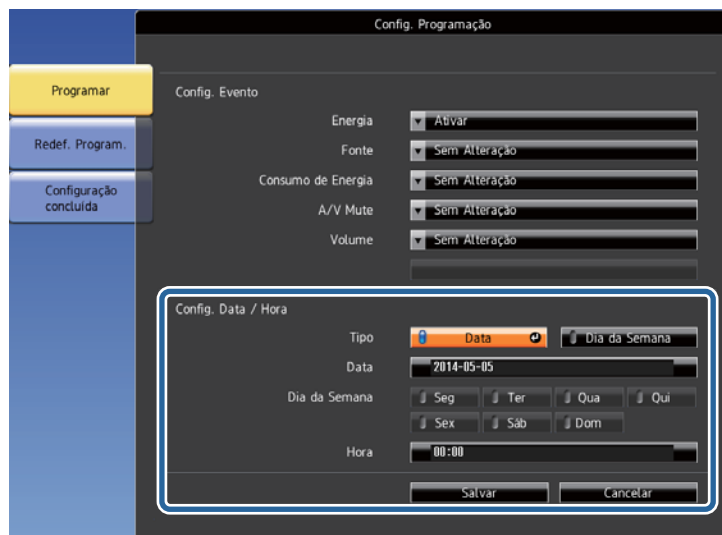 Config. Programação
Programar
Redef. Program.
Configuração
concluída
Config. Evento
Energia Ativar
Fonte Sem Alteração
Consumo de Energia Sem Alteração
A/V Mute Sem Alteração
Volume Sem Alteração
Config. Data / Hora
Tipo Data Dia da Semana
Data 2014-05-05
Dia da Semana Seg Ter Qua Qui
Sex Sáb Dom
Hora 00:00
Salvar Cancelar